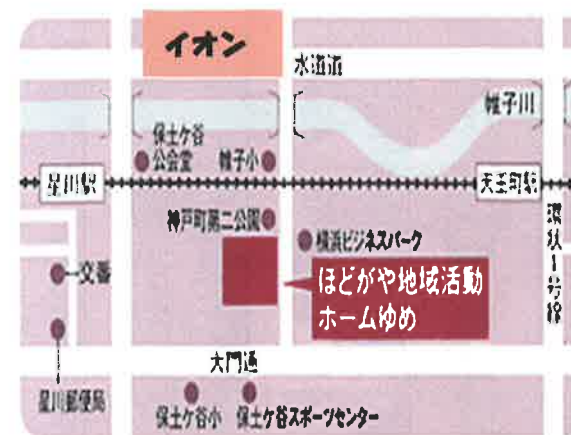 イオン
水道道
帷子川
保土ケ谷
公会堂
帷子小
星川駅
天王町駅
神戸町第二公園
横浜ビジネスパーク
環状1号線
交番
ほどがや地域活動
ホームゆめ
大門通
星川郵便局
保土ケ谷小
保土ケ谷スポーツセンター